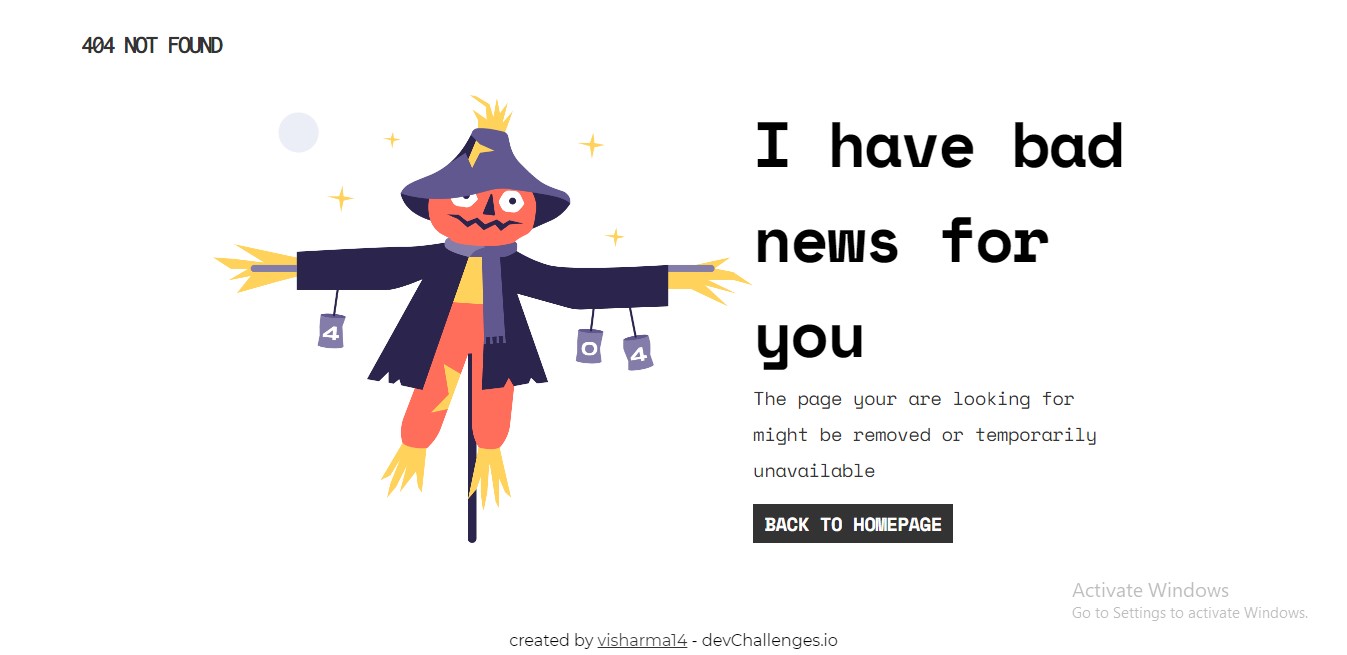 404 NOT FOUND
I have bad
news for
you
4
0
4
The page your are looking for
might be removed or temporarily
unavailable
BACK TO HOMEPAGE
Activate Windows
Go to Settings to activate Windows.
created by visharma14 - devChallenges.io